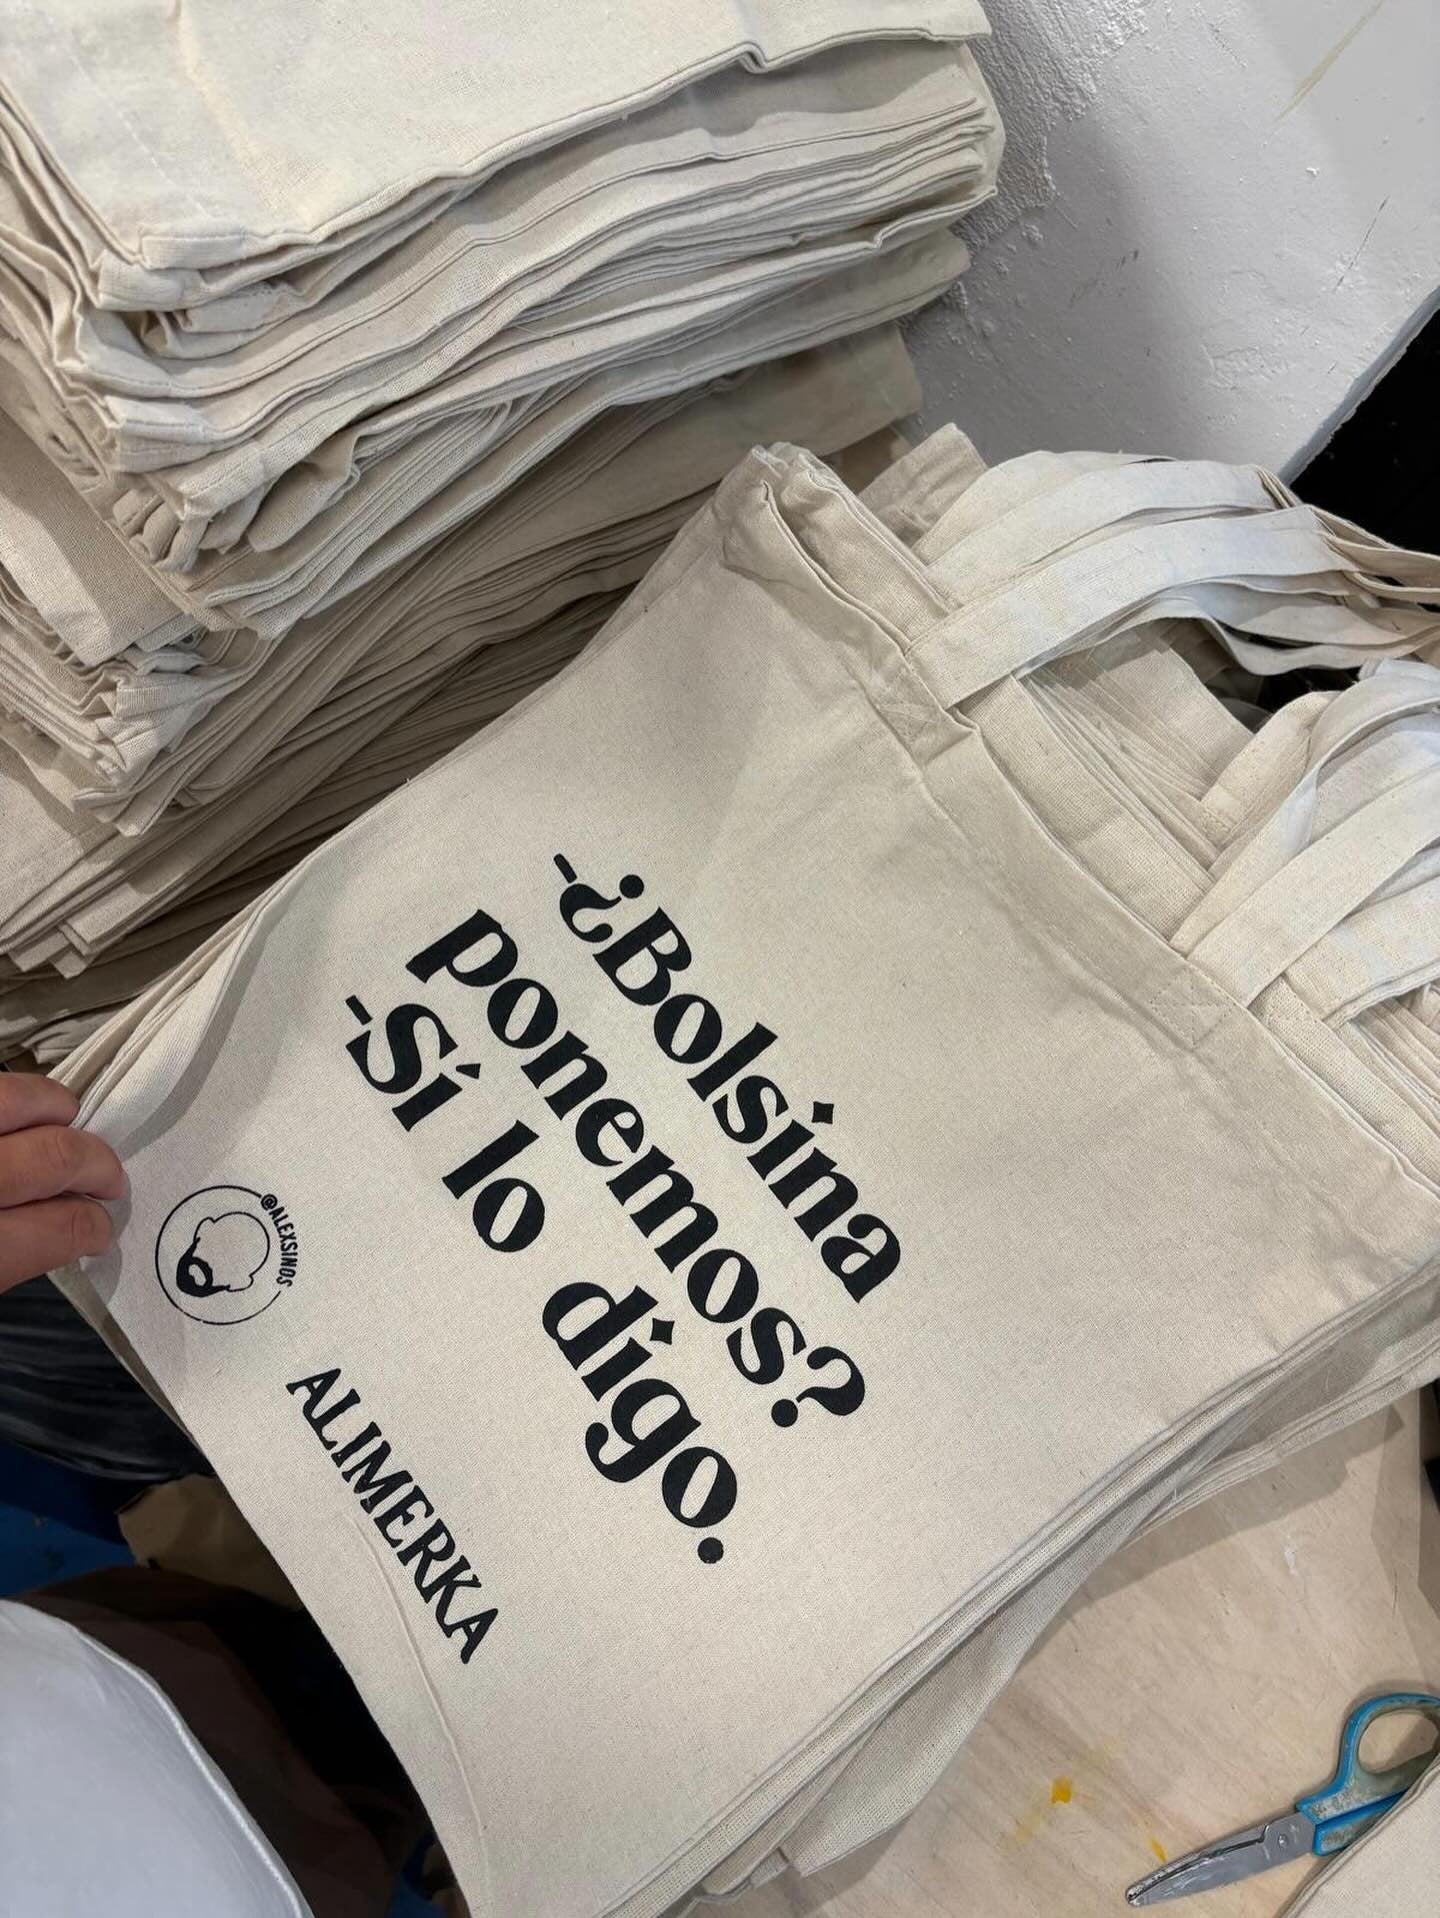 -¿Bolsina
ponemos?
-Sí lo digo.
@ALEXSINOS
ALIMERKA